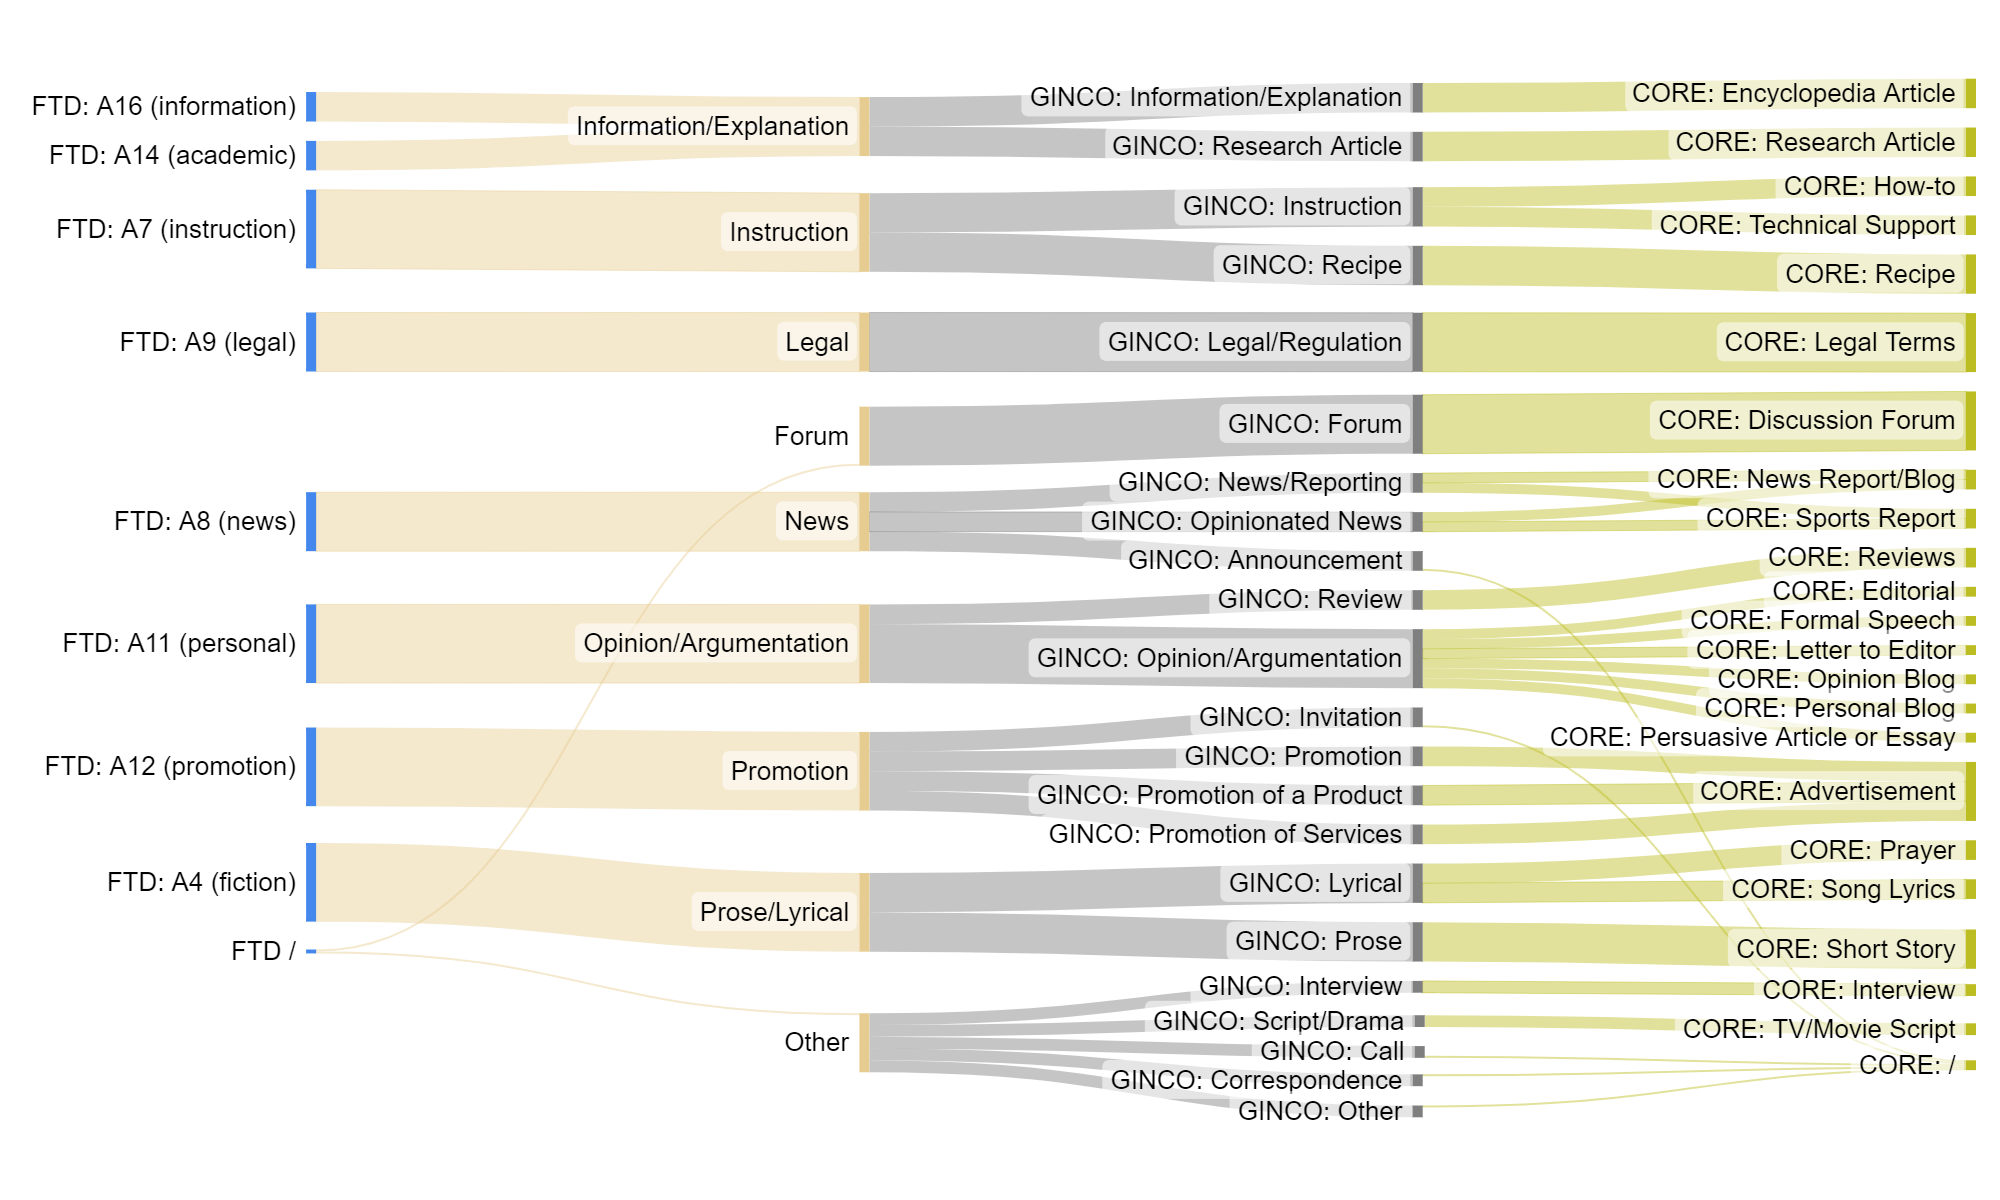 FTD: A16 (information)
FTD: A14 (academic)
FTD: A7 (instruction)
FTD: A9 (legal)
FTD: A8 (news)
FTD: A11 (personal)
FTD: A12 (promotion)
FTD: A4 (fiction)
FTD /
Information/Explanation
Instruction
Legal
Forum
News
Opinion/Argumentation
Promotion
Prose/Lyrical
Other
GINCO: Information/Explanation
GINCO: Research Article
GINCO: Instruction
GINCO: Recipe
GINCO: Legal/Regulation
GINCO: Forum
GINCO: News/Reporting
GINCO: Opinionated News
GINCO: Announcement
GINCO: Review
GINCO: Opinion/Argumentation
GINCO: Invitation
GINCO: Promotion
GINCO: Promotion of a Product
GINCO: Promotion of Services
GINCO: Lyrical
GINCO: Prose
GINCO: Interview
GINCO: Script/Drama
GINCO: Call
GINCO: Correspondence
GINCO: Other
CORE: Encyclopedia Article
CORE: Research Article
CORE: How-to
CORE: Technical Support
CORE: Recipe
CORE: Legal Terms
CORE: Discussion Forum
CORE: News Report/Blog
CORE: Sports Report
CORE: Reviews
CORE: Editorial
CORE: Formal Speech
CORE: Letter to Editor
CORE: Opinion Blog
CORE: Personal Blog
CORE: Persuasive Article or Essay
CORE: Advertisement
CORE: Prayer
CORE: Song Lyrics
CORE: Short Story
CORE: Interview
CORE: TV/Movie Script
CORE: /